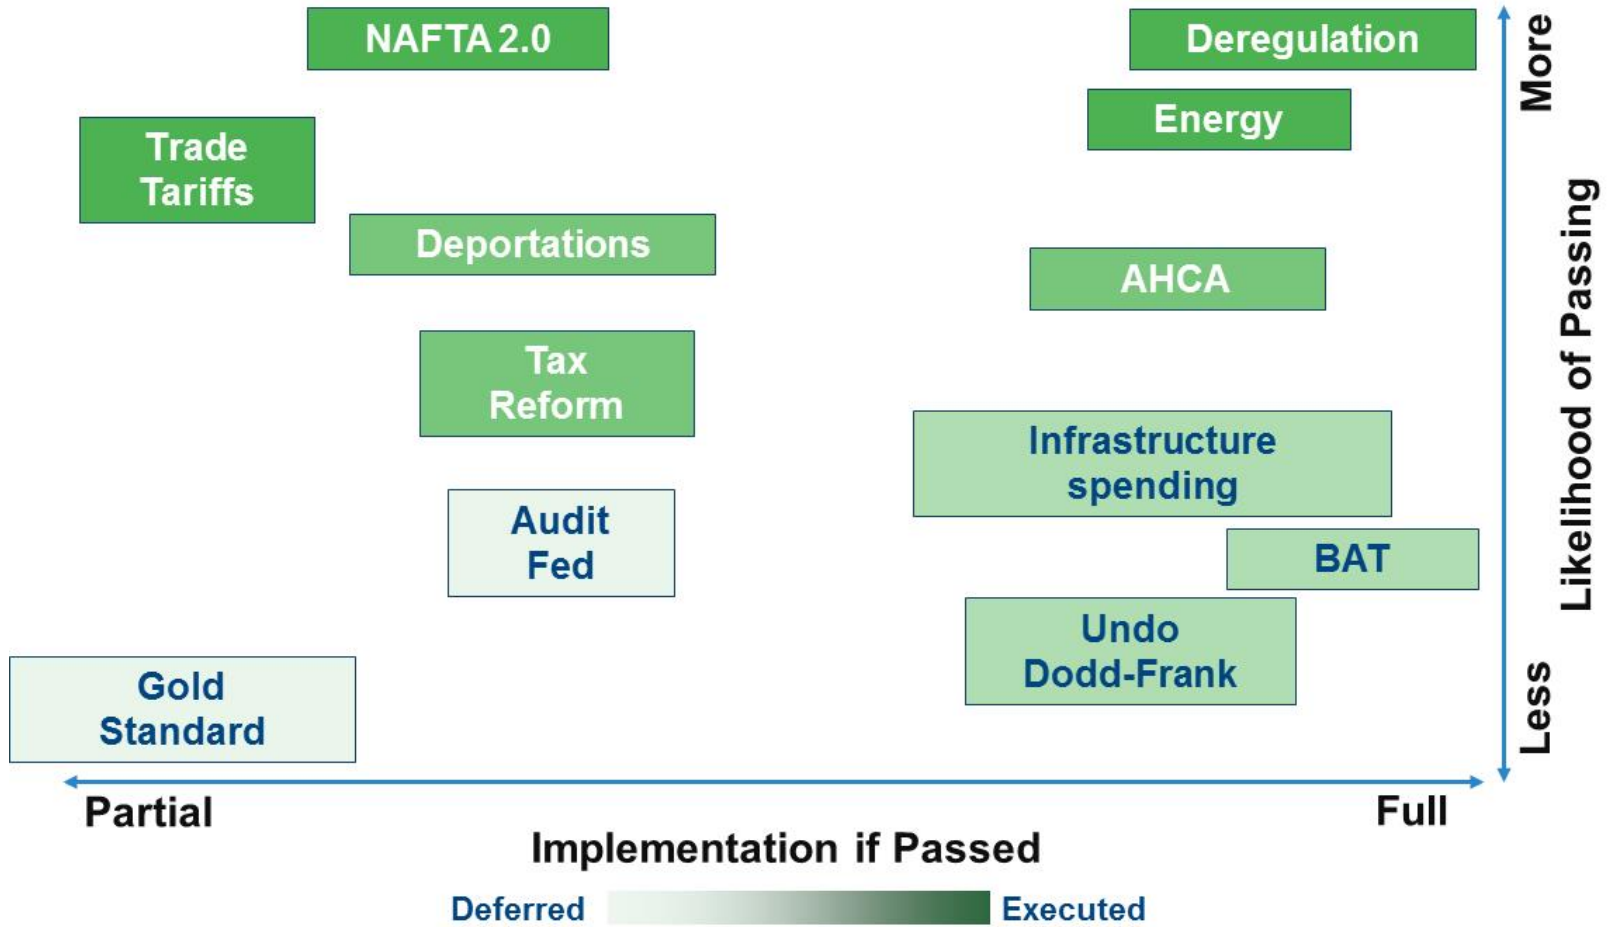 NAFTA 2.0
Deregulation
More
Energy
Trade
Tariffs
Deportations
AHCA
Likelihood of Passing
Tax
Reform
Infrastructure
spending
Audit
Fed
BAT
Undo
Dodd-Frank
Gold
Standard
Less
Partial
Full
Implementation if Passed
Deferred
Executed